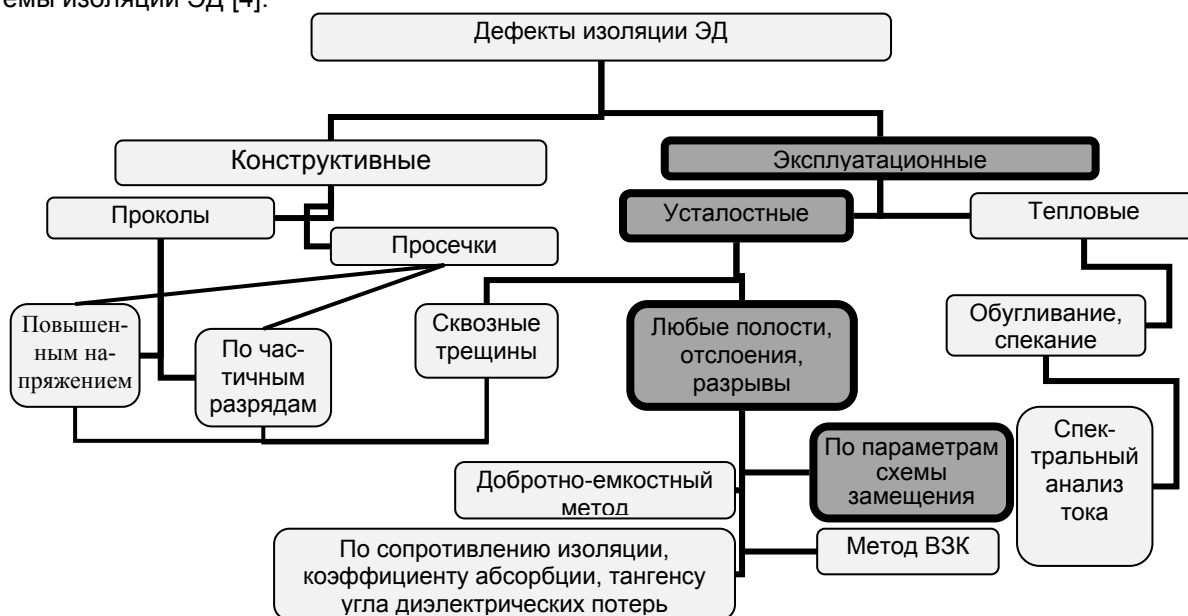 емы изоляции ЭД [4].
Дефекты изоляции ЭД
Конструктивные
Эксплуатационные
Проколы
Усталостные
Тепловые
Просечки
Повышен-
ным на-
пряжением
По час-
тичным
разрядам
Сквозные
трещины
Любые полости,
отслоения,
разрывы
Обугливание,
спекание
По параметрам
схемы
замещения
Спек-
тральный
анализ
тока
Добротно-емкостный
метод
Метод ВЗК
По сопротивлению изоляции,
коэффициенту абсорбции, тангенсу
угла диэлектрических потерь